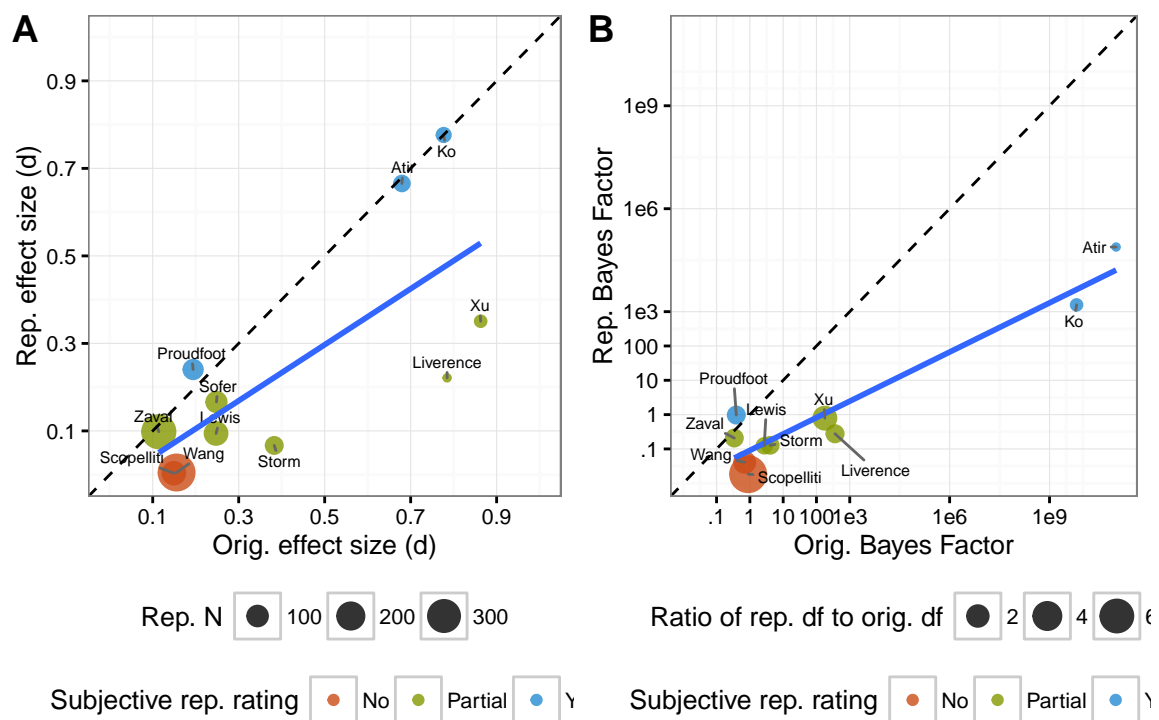 A
Rep. effect size (d)
0.9
0.7
0.5
0.3
0.1
Ko
Atir
Xu
Liverence
Proudfoot
Sofer
Zaval
Lewis
Scopelliti
Wang
Storm
0.1 0.3 0.5 0.7 0.9
Orig. effect size (d)
Rep. N 100 200 300
Subjective rep. rating No Partial Y
B
Rep. Bayes Factor
1e9
1e6
1e3
100
10
1
.1
Atir
Ko
Proudfoot
Xu
Lewis
Zaval
Storm
Wang
Liverence
Scopelliti
.1 1 10 100 1e3 1e6 1e9
Orig. Bayes Factor
Ratio of rep. df to orig. df 2 4 6
Subjective rep. rating No Partial Y